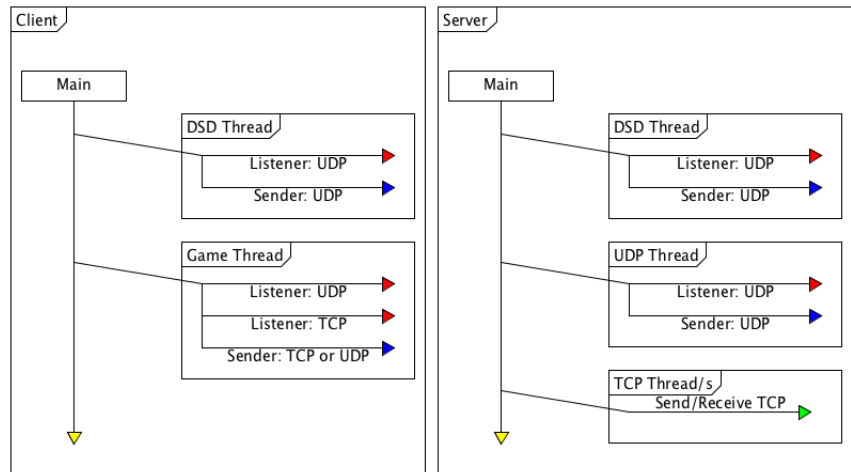 Client
Main
DSD Thread
Listener: UDP
Sender: UDP
Game Thread
Listener: UDP
Listener: TCP
Sender: TCP or UDP
Server
Main
DSD Thread
Listener: UDP
Sender: UDP
UDP Thread
Listener: UDP
Sender: UDP
TCP Thread/s
Send/Receive TCP